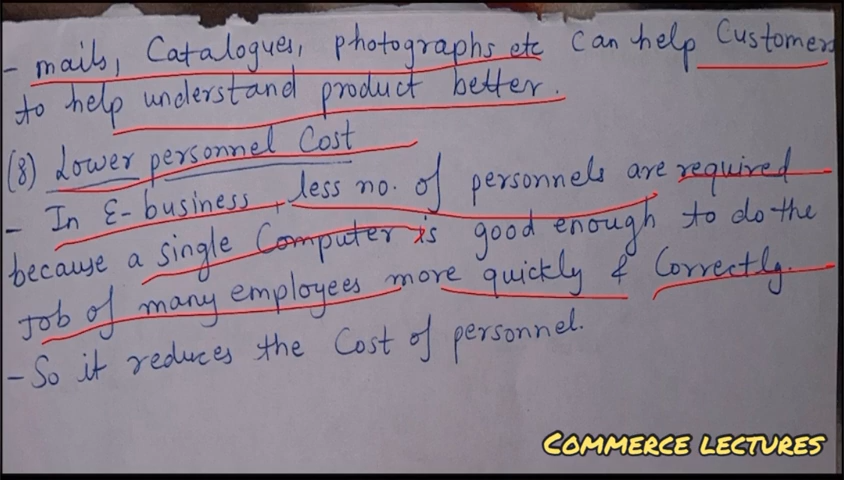 - mails, Catalogues, photographs etc can help Customers
to help understand product better.
(8) Lower personnel Cost
- In E-business, less no. of personnels are required
because a single Computer is good enough to do the
Job of many employees more quickly & Correctly.
- So it reduces the Cost of personnel.
COMMERCE LECTURES